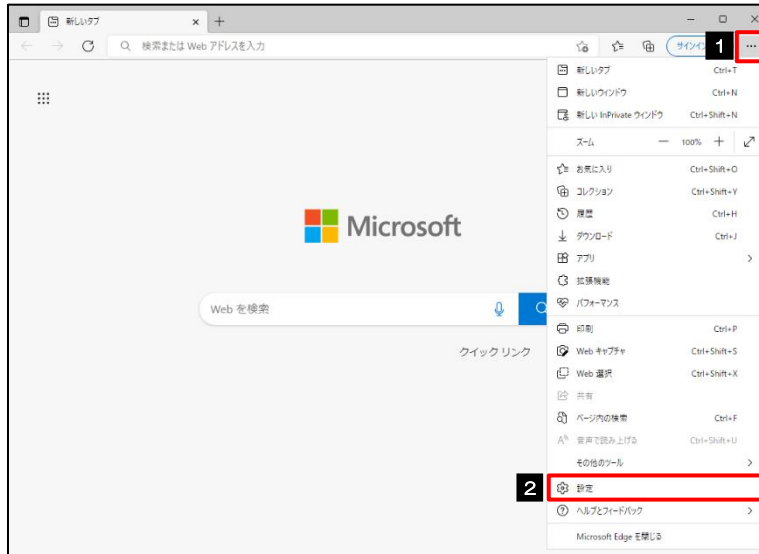 新しいタブ
検索または Web アドレスを入力
1
新しいタブ Ctrl+T
新しいウィンドウ Ctrl+N
新しい InPrivate ウィンドウ Ctrl+Shift+N
ズーム 100%
お気に入り Ctrl+Shift+O
コレクション Ctrl+Shift+Y
履歴 Ctrl+H
ダウンロード Ctrl+J
アプリ
拡張機能
パフォーマンス
Microsoft
Web を検索
クイック リンク
印刷 Ctrl+P
Web キャプチャ Ctrl+Shift+S
Web 選択 Ctrl+Shift+X
共有
ページ内の検索 Ctrl+F
音声で読み上げる Ctrl+Shift+U
その他のツール
2 設定
ヘルプとフィードバック
Microsoft Edge を閉じる